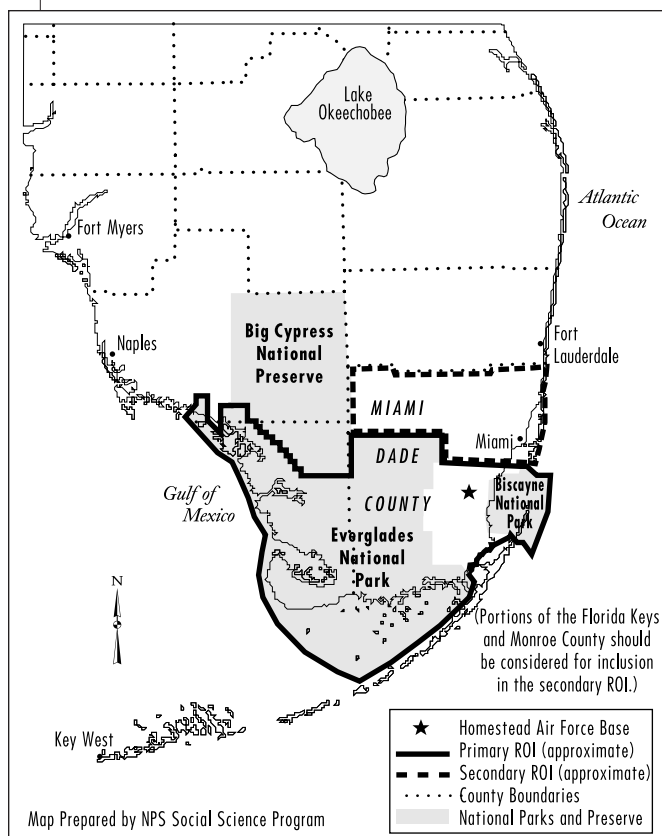 Lake
Okeechobee
Atlantic
Ocean
Fort Myers
Big Cypress
National
Preserve
Naples
Fort
Lauderdale
MIAMI
Miami
DADE
COUNTY
Gulf of
Mexico
Biscayne
National
Park
Everglades
National
Park
N
(Portions of the Florida Keys
and Monroe County should
be considered for inclusion
in the secondary ROI.)
Key West
Homestead Air Force Base
Primary ROI (approximate)
Secondary ROI (approximate)
County Boundaries
National Parks and Preserve
Map Prepared by NPS Social Science Program